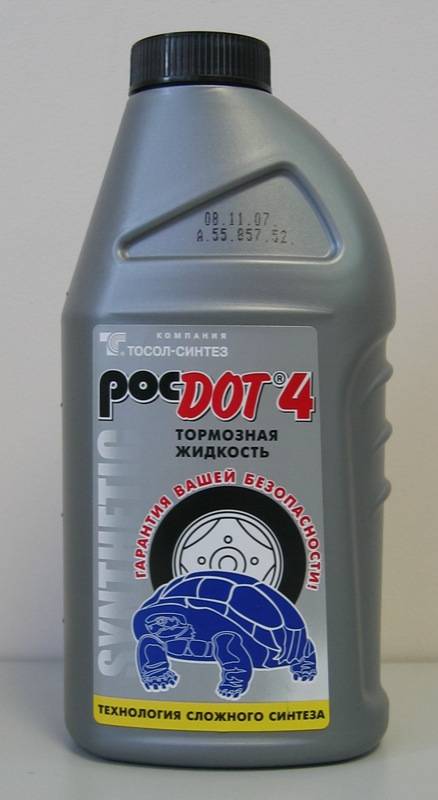 08.11.07.
A.55.857.52.
КОМПАНИЯ
ТОСОЛ-СИНТЕЗ
РосDOT® 4
ТОРМОЗНАЯ
ЖИДКОСТЬ
SYNTHETIC
ГАРАНТИЯ ВАШЕЙ БЕЗОПАСНОСТИ!
ТЕХНОЛОГИЯ СЛОЖНОГО СИНТЕЗА